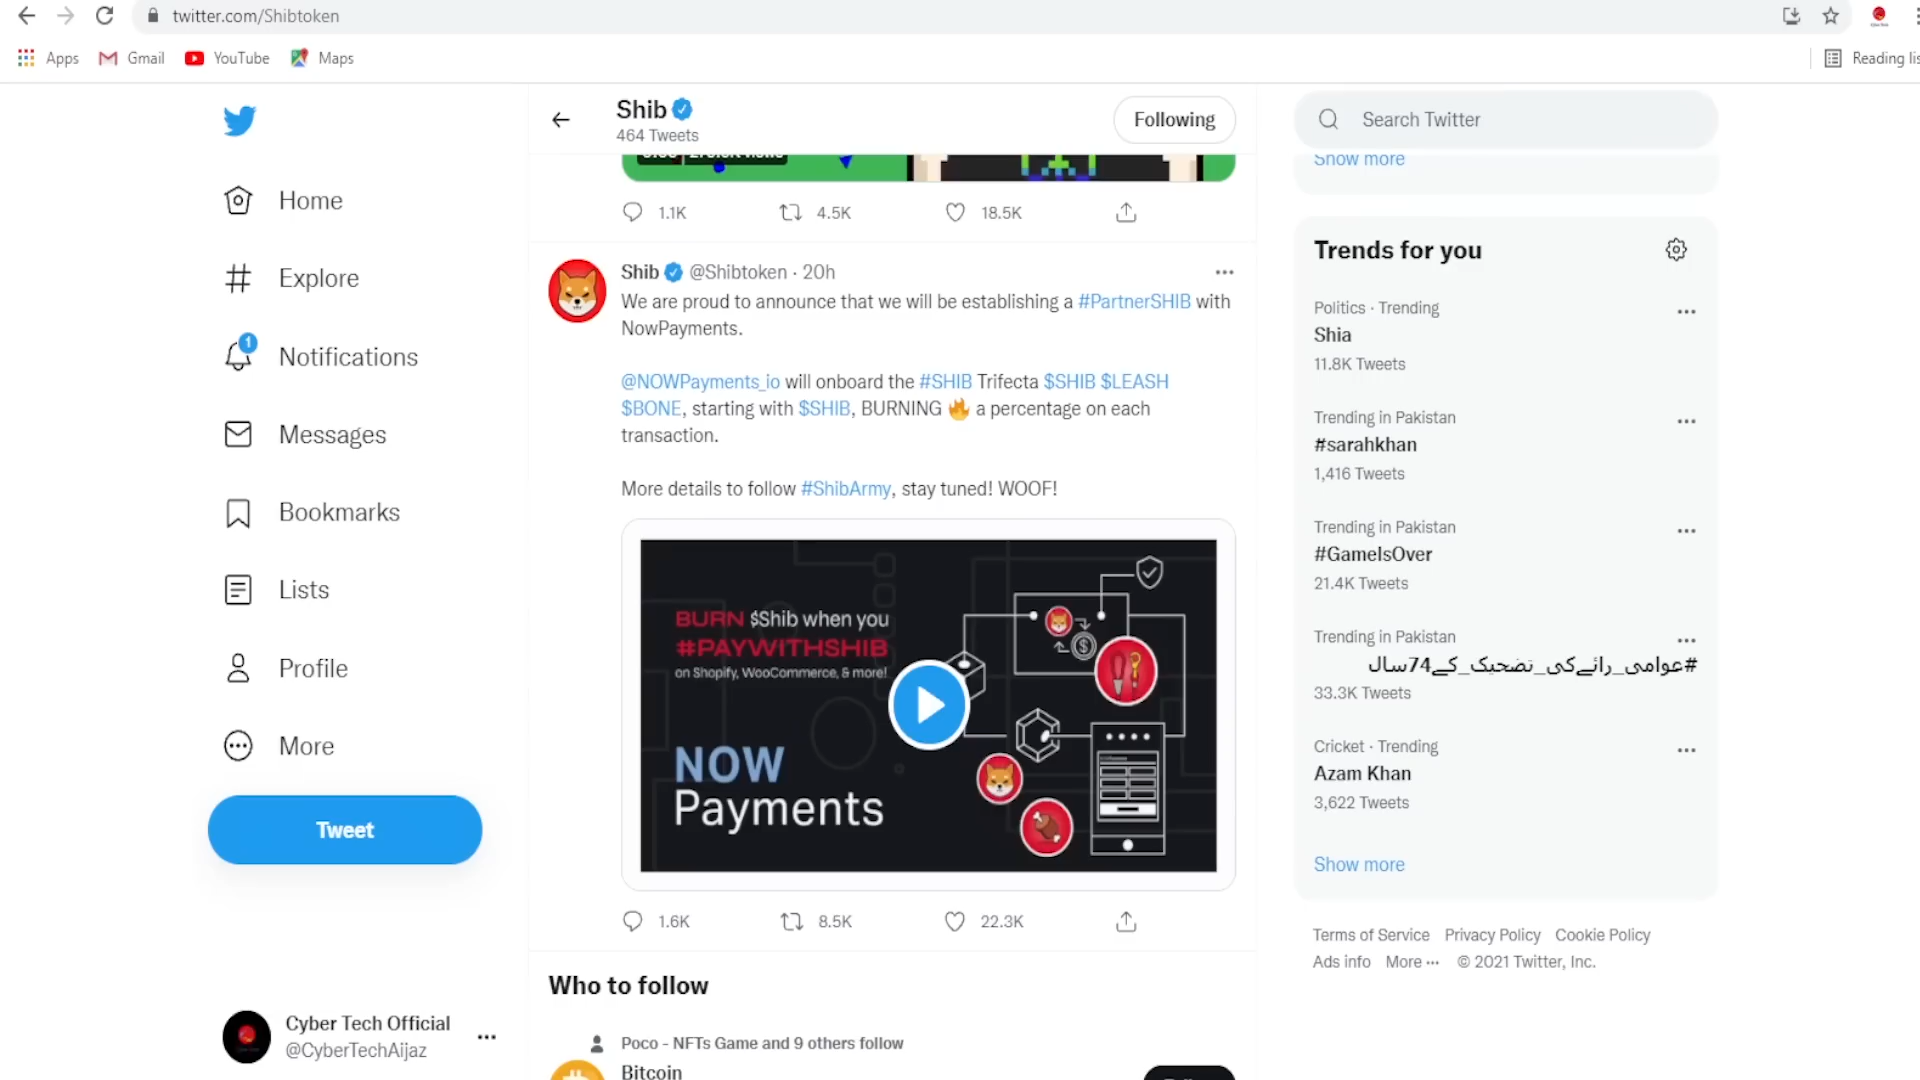 twitter.com/Shibtoken
Apps
Gmail
YouTube
Maps
Reading lis
Home
Explore
1
Notifications
Messages
Bookmarks
Lists
Profile
More
Tweet
Cyber Tech Official
@CyberTechAijaz
Shib
464 Tweets
Following
1.1K 4.5K 18.5K
Shib @Shibtoken · 20h
We are proud to announce that we will be establishing a #PartnerSHIB with
NowPayments.
@NOWPayments_io will onboard the #SHIB Trifecta $SHIB $LEASH
$BONE, starting with $SHIB, BURNING 🔥 a percentage on each
transaction.
More details to follow #ShibArmy, stay tuned! WOOF!
BURN $Shib when you
#PAYWITHSHIB
on Shopify, WooCommerce, & more!
NOW
Payments
1.6K 8.5K 22.3K
Who to follow
Poco - NFTs Game and 9 others follow
Bitcoin
Search Twitter
Show more
Trends for you
Politics · Trending
Shia
11.8K Tweets
Trending in Pakistan
#sarahkhan
1,416 Tweets
Trending in Pakistan
#GameIsOver
21.4K Tweets
Trending in Pakistan
#عوامی_رائےکی_تضحیک_کے74سال
33.3K Tweets
Cricket · Trending
Azam Khan
3,622 Tweets
Show more
Terms of Service Privacy Policy Cookie Policy
Ads info More ··· © 2021 Twitter, Inc.